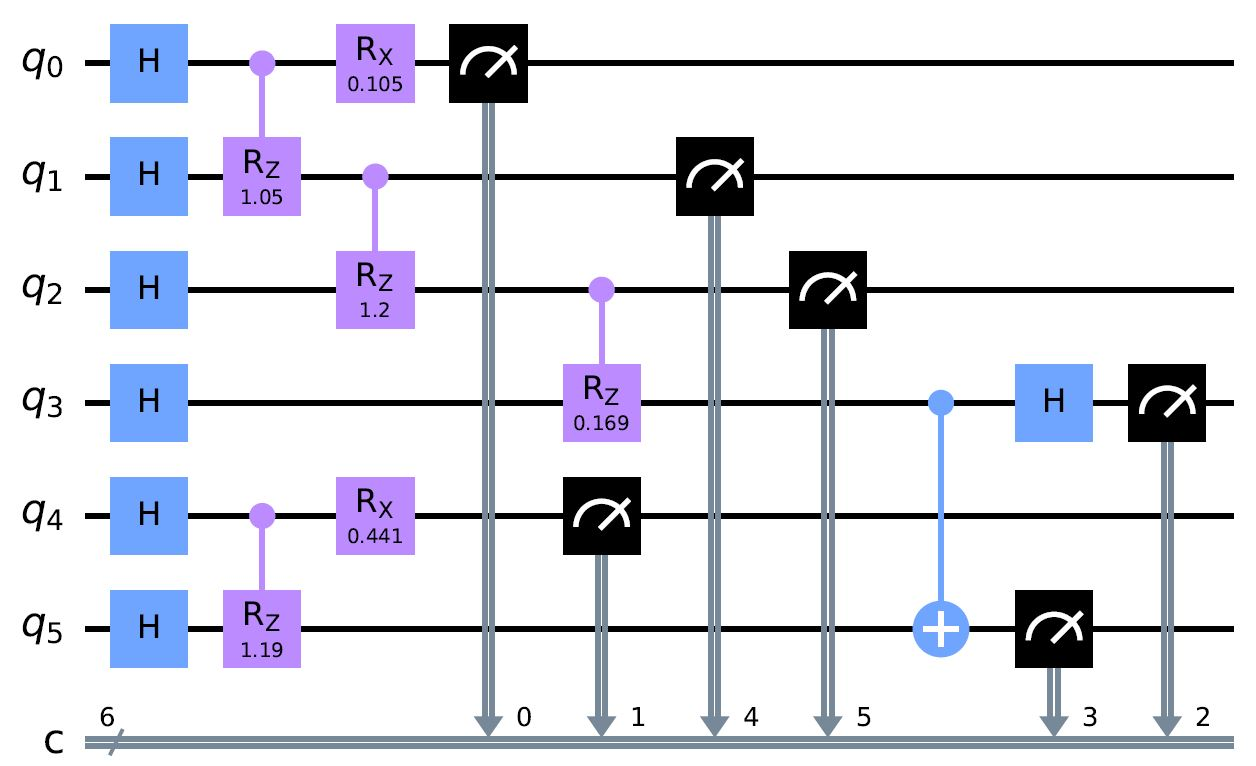 q0 H RX 0.105
q1 H RZ 1.05
q2 H RZ 1.2
q3 H RZ 0.169 H
q4 H RX 0.441
q5 H RZ 1.19
6 0 1 4 5 3 2
c